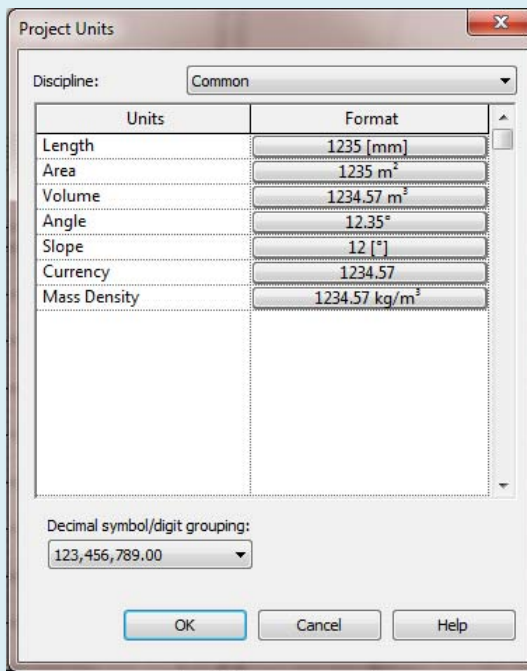 Project Units
Discipline: Common
Units Format
Length 1235 [mm]
Area 1235 m²
Volume 1234.57 m³
Angle 12.35°
Slope 12 [°]
Currency 1234.57
Mass Density 1234.57 kg/m³
Decimal symbol/digit grouping:
123,456,789.00
OK Cancel Help